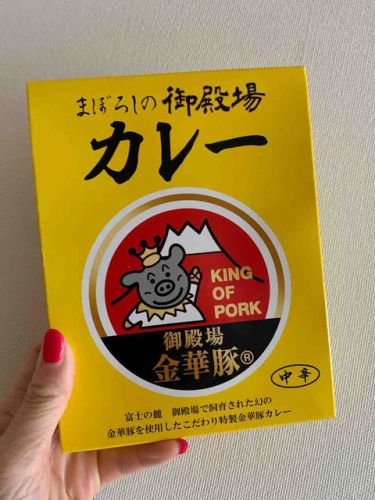 まぼろしの御殿場
カレー
KING
OF
PORK
御殿場
金華豚®
中辛
富士の麓 御殿場で飼育された幻の
金華豚を使用したこだわり特製金華豚カレー